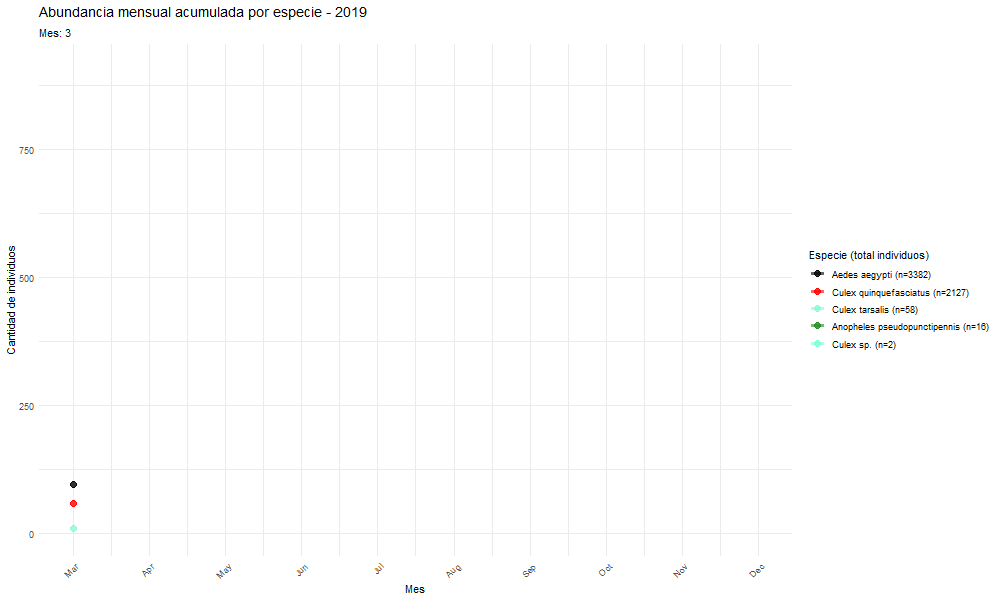 Abundancia mensual acumulada por especie - 2019
Mes: 3
Cantidad de individuos
750
500
250
0
Mar
Apr
May
Jun
Jul
Aug
Sep
Oct
Nov
Dec
Mes
Especie (total individuos)
Aedes aegypti (n=3382)
Culex quinquefasciatus (n=2127)
Culex tarsalis (n=58)
Anopheles pseudopunctipennis (n=16)
Culex sp. (n=2)